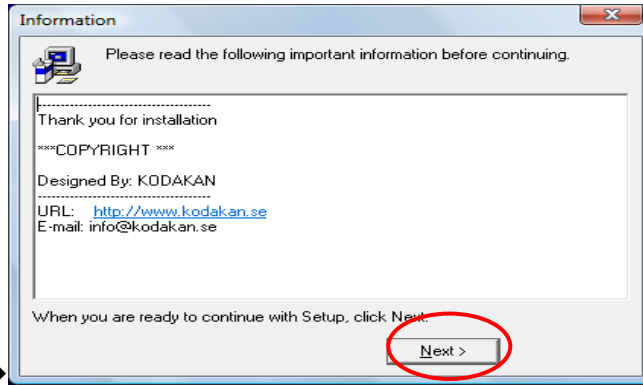 Information
Please read the following important information before continuing.
------------------------------------
Thank you for installation
***COPYRIGHT ***
Designed By: KODAKAN
------------------------------------
URL: http://www.kodakan.se
E-mail: info@kodakan.se
When you are ready to continue with Setup, click Next.
Next >